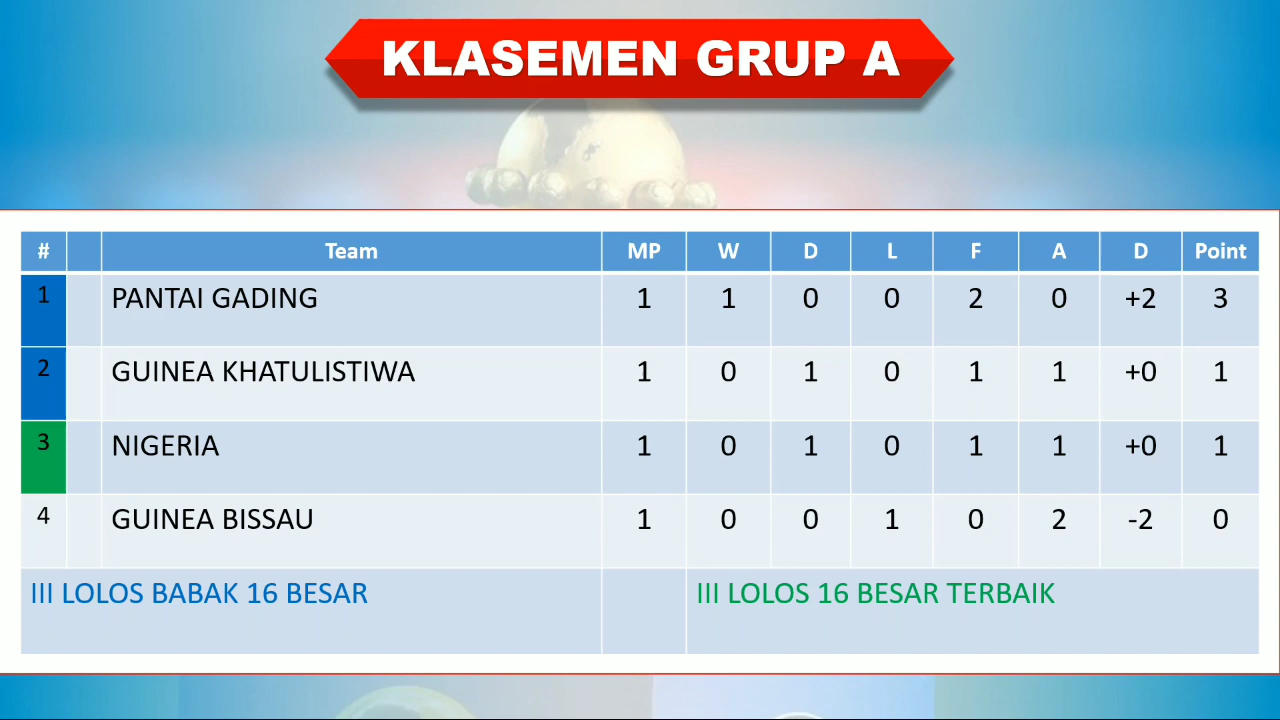 KLASEMEN GRUP A
# Team MP W D L F A D Point
1 PANTAI GADING 1 1 0 0 2 0 +2 3
2 GUINEA KHATULISTIWA 1 0 1 0 1 1 +0 1
3 NIGERIA 1 0 1 0 1 1 +0 1
4 GUINEA BISSAU 1 0 0 1 0 2 -2 0
III LOLOS BABAK 16 BESAR III LOLOS 16 BESAR TERBAIK